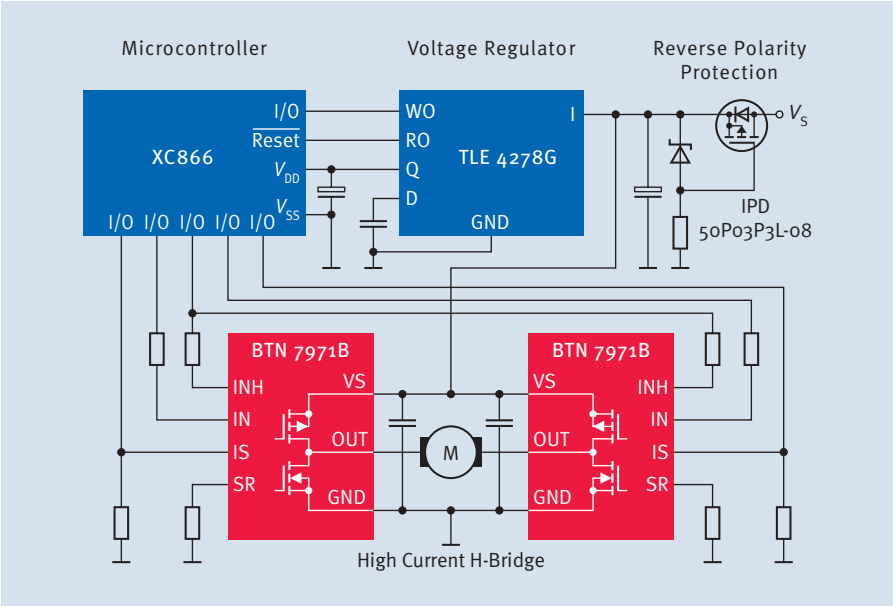 Microcontroller
Voltage Regulator
Reverse Polarity
Protection
I/O
Reset
VDD
VSS
XC866
I/O I/O I/O I/O I/O
WO
RO
Q
D
I
TLE 4278G
GND
VS
IPD
50P03P3L-08
BTN 7971B
INH
IN
IS
SR
VS
OUT
GND
M
BTN 7971B
VS
OUT
GND
INH
IN
IS
SR
High Current H-Bridge